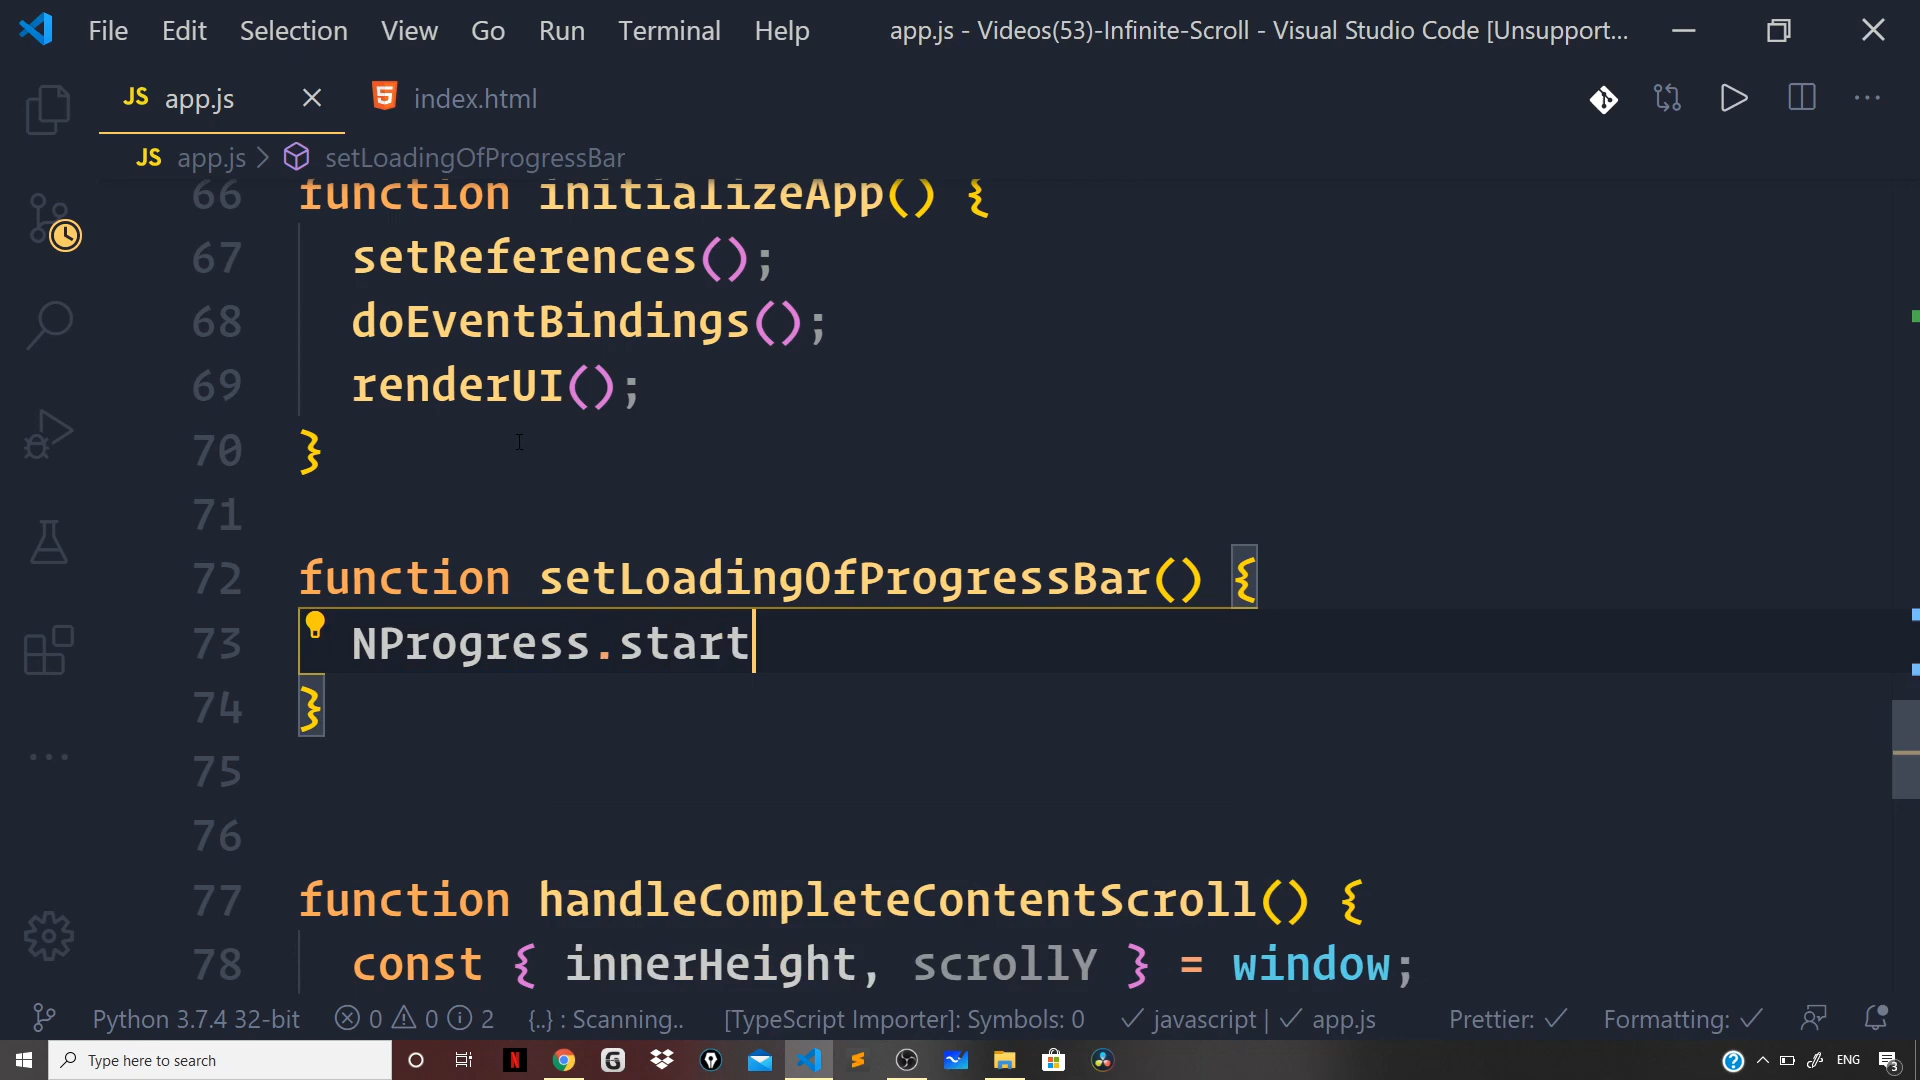 File Edit Selection View Go Run Terminal Help app.js - Videos(53)-Infinite-Scroll - Visual Studio Code [Unsupport...
JS app.js index.html
JS app.js > setLoadingOfProgressBar
66 function initializeApp() {
67 setReferences();
68 doEventBindings();
69 renderUI();
70 }
71
72 function setLoadingOfProgressBar() {
73 NProgress.start
74 }
75
76
77 function handleCompleteContentScroll() {
78 const { innerHeight, scrollY } = window;
Python 3.7.4 32-bit 0 0 2 {..} : Scanning.. [TypeScript Importer]: Symbols: 0 javascript | app.js Prettier: Formatting:
Type here to search ENG 3